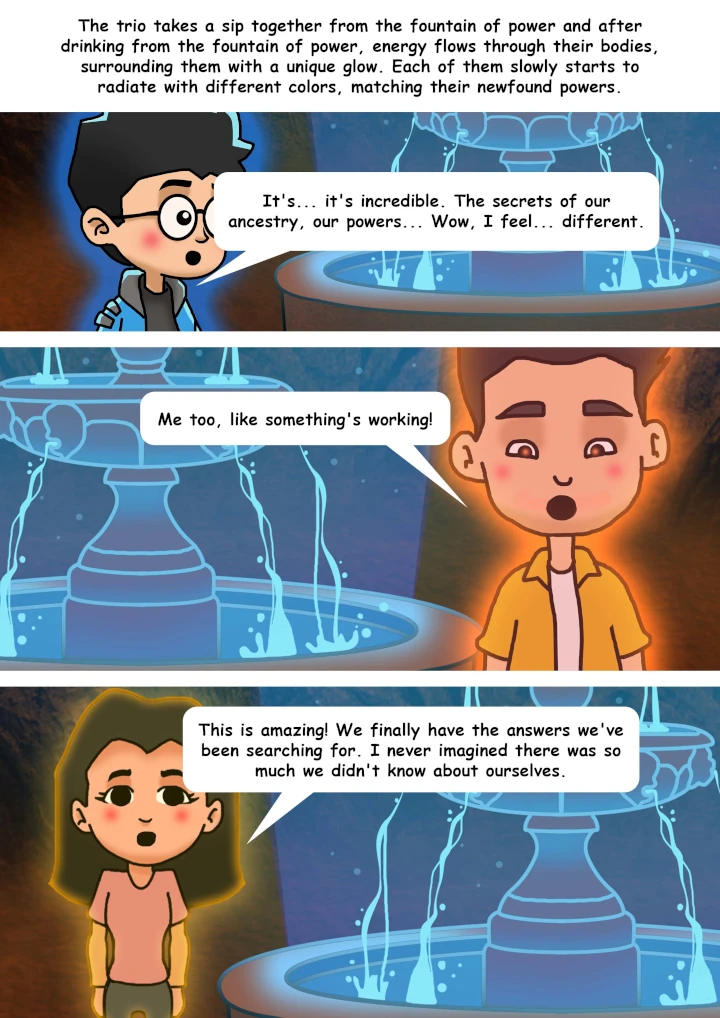 The trio takes a sip together from the fountain of power and after
drinking from the fountain of power, energy flows through their bodies,
surrounding them with a unique glow. Each of them slowly starts to
radiate with different colors, matching their newfound powers.
It's... it's incredible. The secrets of our
ancestry, our powers... Wow, I feel... different.
Me too, like something's working!
This is amazing! We finally have the answers we've
been searching for. I never imagined there was so
much we didn't know about ourselves.